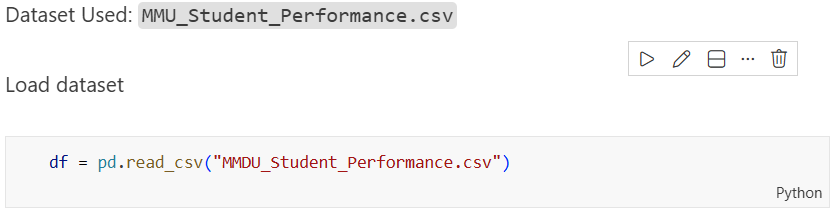 Dataset Used: MMU_Student_Performance.csv
Load dataset
df = pd.read_csv("MMDU_Student_Performance.csv")
Python